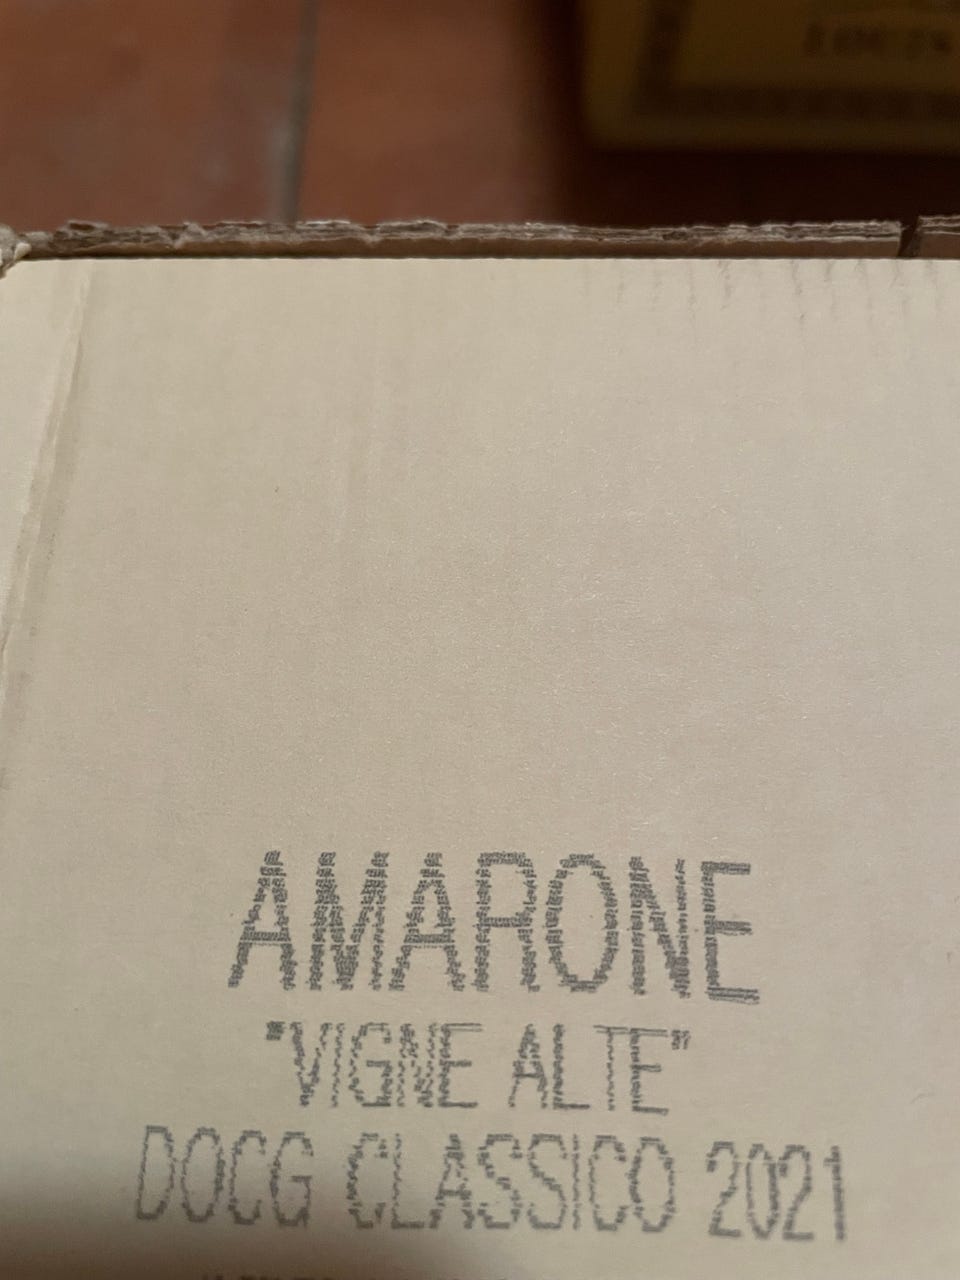 AMARONE
"VIGNE ALTE"
DOCG CLASSICO 2021